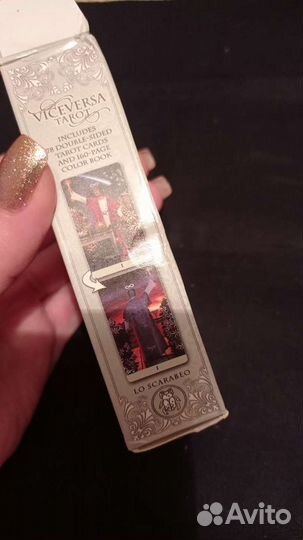 VICEVERSA
TAROT
INCLUDES
78 DOUBLE-SIDED
TAROT CARDS
AND 160-PAGE
COLOR BOOK
I
I
LO SCARABEO
Avito